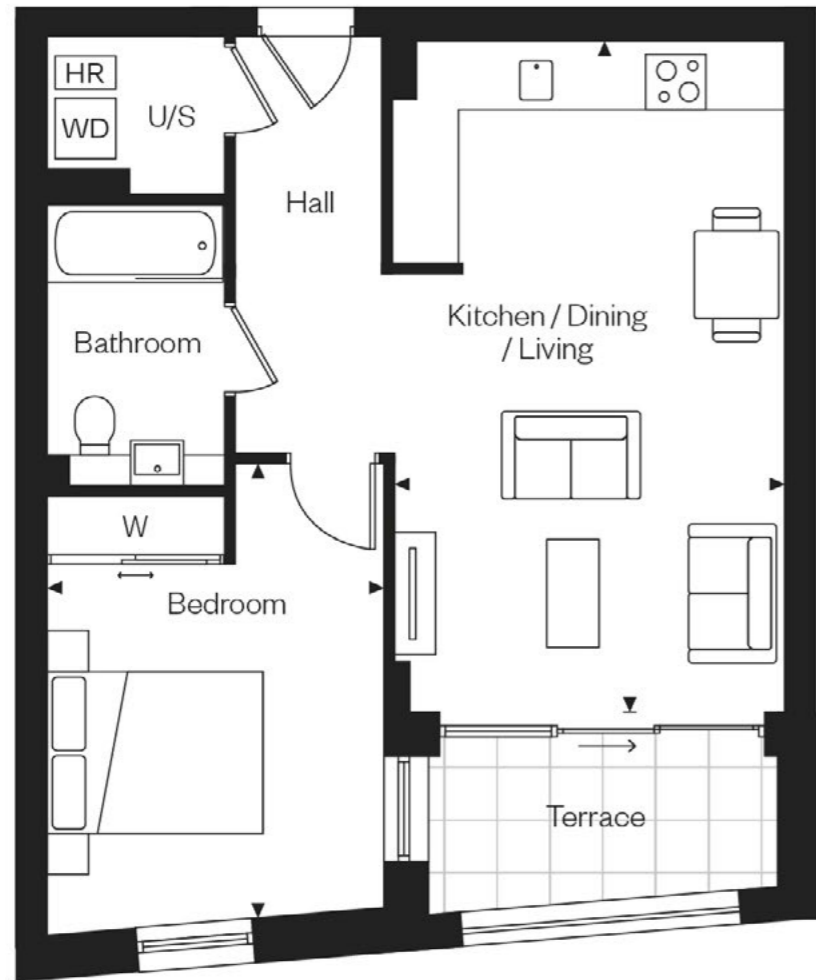 HR
WD
U/S
Hall
Kitchen / Dining
/ Living
Bathroom
W
Bedroom
Terrace